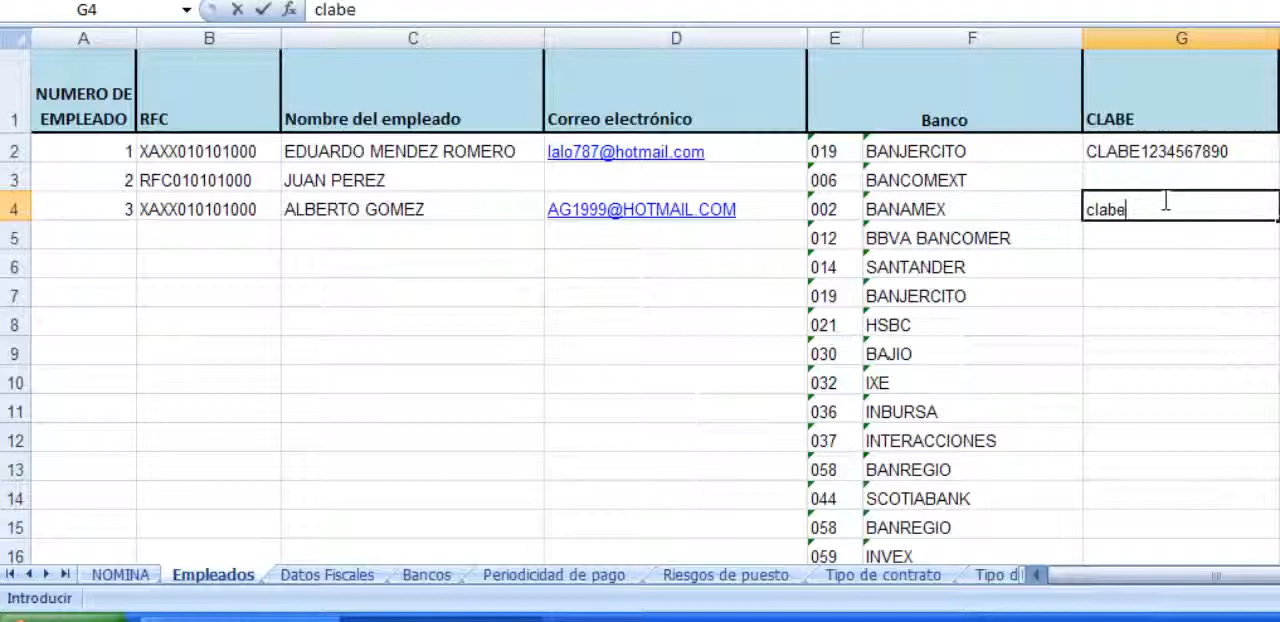 G4 fx clabe
A B C D E F G
NUMERO DE
1 EMPLEADO RFC Nombre del empleado Correo electrónico Banco CLABE
2 1 XAXX010101000 EDUARDO MENDEZ ROMERO lalo787@hotmail.com 019 BANJERCITO CLABE1234567890
3 2 RFC010101000 JUAN PEREZ 006 BANCOMEXT
4 3 XAXX010101000 ALBERTO GOMEZ AG1999@HOTMAIL.COM 002 BANAMEX clabe
5 012 BBVA BANCOMER
6 014 SANTANDER
7 019 BANJERCITO
8 021 HSBC
9 030 BAJIO
10 032 IXE
11 036 INBURSA
12 037 INTERACCIONES
13 058 BANREGIO
14 044 SCOTIABANK
15 058 BANREGIO
16 059 INVEX
NOMINA Empleados Datos Fiscales Bancos Periodicidad de pago Riesgos de puesto Tipo de contrato Tipo d
Introducir